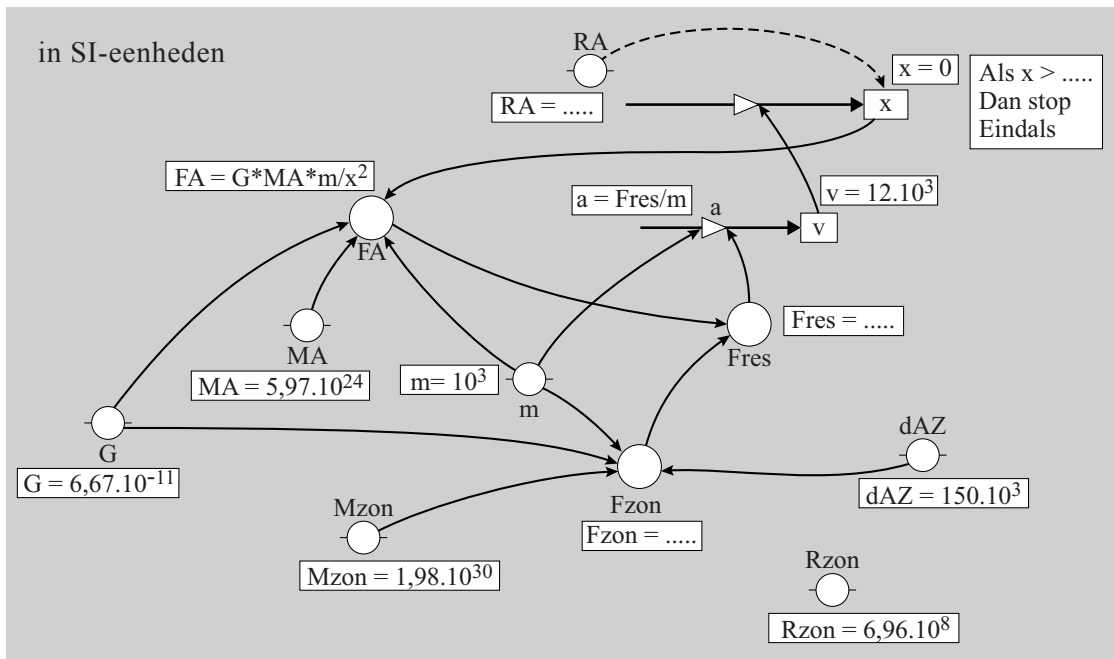 in SI-eenheden
RA
RA = .....
x = 0
x
Als x > .....
Dan stop
Eindals
FA = G*MA*m/x²
FA
a = Fres/m
a
v = 12.10³
v
MA
MA = 5,97.10²⁴
m= 10³
m
Fres
Fres = .....
G
G = 6,67.10⁻¹¹
dAZ
dAZ = 150.10³
Mzon
Mzon = 1,98.10³⁰
Fzon
Fzon = .....
Rzon
Rzon = 6,96.10⁸